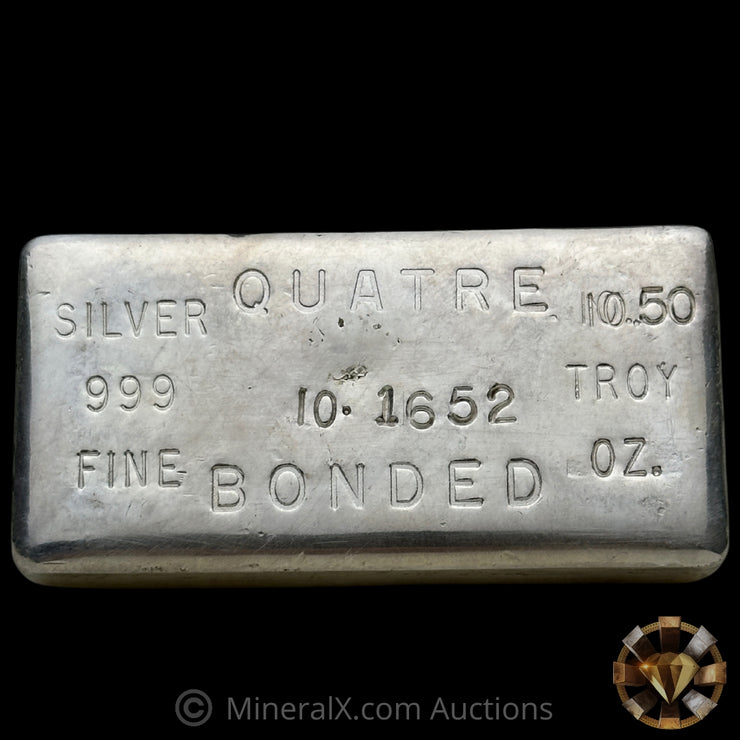 QUATRE
SILVER
999
FINE
10. 1652
BONDED
10.50
TROY
OZ.
© MineralX.com Auctions